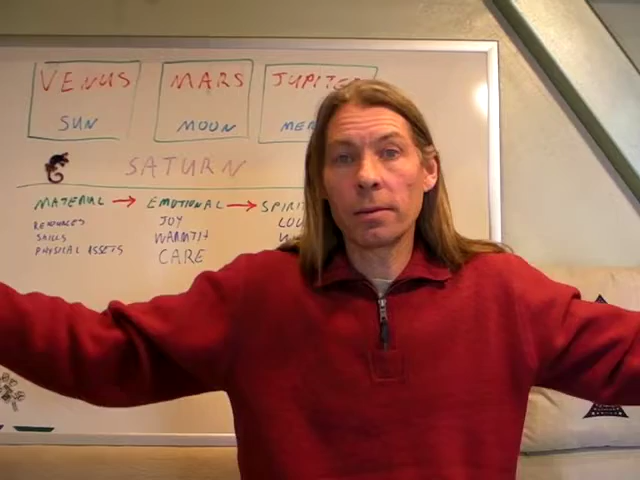 VENUS MARS
SUN MOON
SATURN
MATERIAL → EMOTIONAL →
RESOURCES JOY
SKILLS WARMTH
PHYSICAL ASSETS CARE